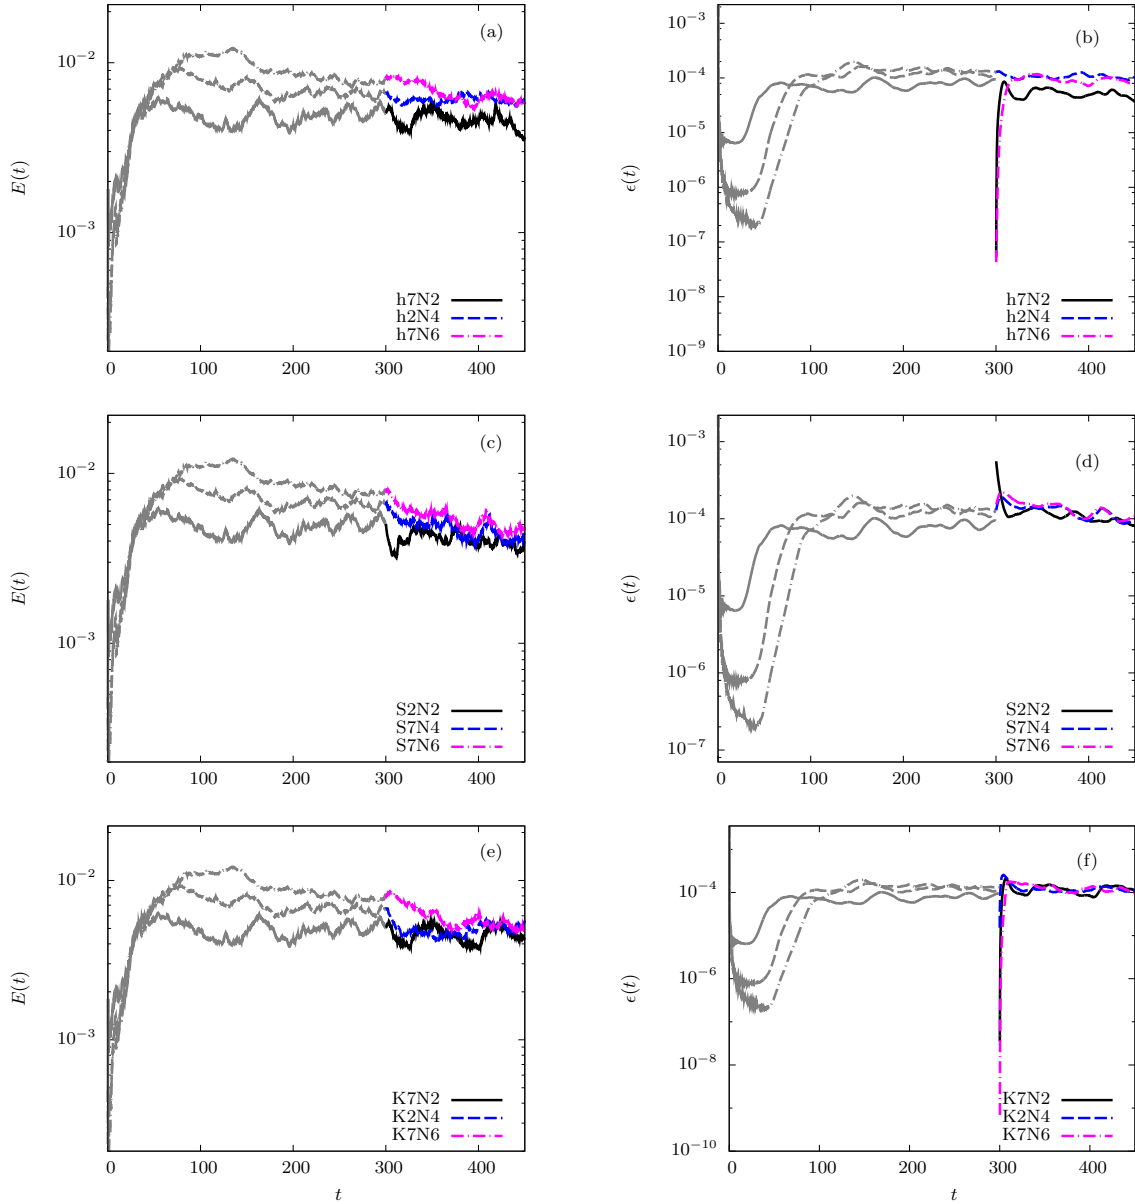 (a)
E(t)
10⁻²
10⁻³
h7N2
h2N4
h7N6
0 100 200 300 400
(b)
ϵ(t)
10⁻³
10⁻⁴
10⁻⁵
10⁻⁶
10⁻⁷
10⁻⁸
10⁻⁹
h7N2
h2N4
h7N6
0 100 200 300 400
(c)
E(t)
10⁻²
10⁻³
S2N2
S7N4
S7N6
0 100 200 300 400
(d)
ϵ(t)
10⁻³
10⁻⁴
10⁻⁵
10⁻⁶
10⁻⁷
S2N2
S7N4
S7N6
0 100 200 300 400
(e)
E(t)
10⁻²
10⁻³
K7N2
K2N4
K7N6
0 100 200 300 400
t
(f)
ϵ(t)
10⁻⁴
10⁻⁶
10⁻⁸
10⁻¹⁰
K7N2
K2N4
K7N6
0 100 200 300 400
t